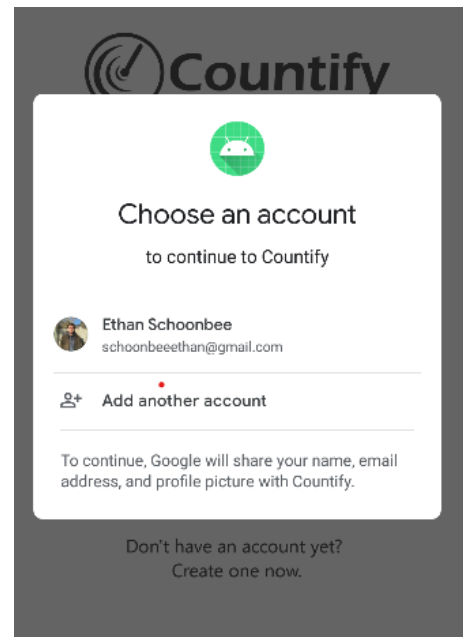 Countify
Choose an account
to continue to Countify
Ethan Schoonbee
schoonbeeethan@gmail.com
Add another account
To continue, Google will share your name, email
address, and profile picture with Countify.
Don't have an account yet?
Create one now.